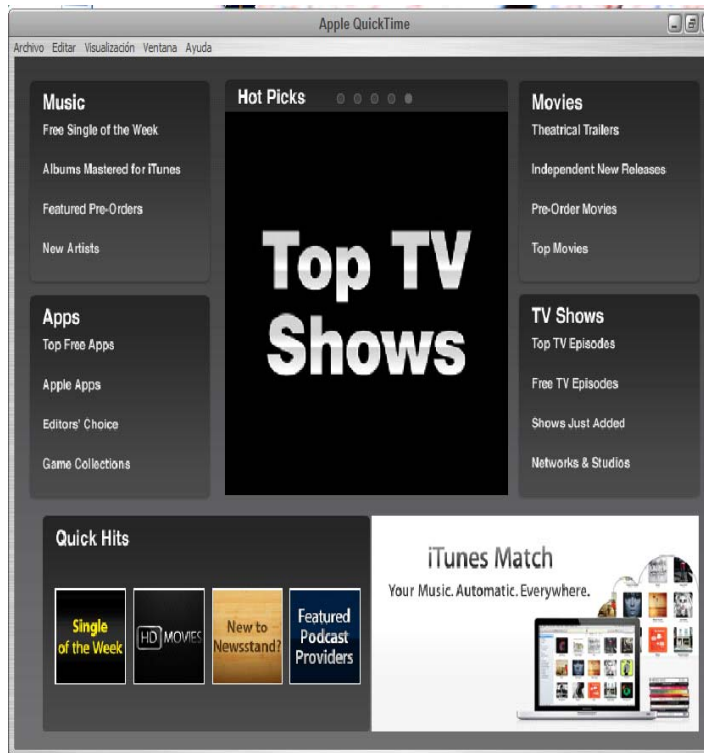 Apple QuickTime
Archivo Editar Visualización Ventana Ayuda
Music
Free Single of the Week
Albums Mastered for iTunes
Featured Pre-Orders
New Artists
Apps
Top Free Apps
Apple Apps
Editors' Choice
Game Collections
Hot Picks
Top TV
Shows
Movies
Theatrical Trailers
Independent New Releases
Pre-Order Movies
Top Movies
TV Shows
Top TV Episodes
Free TV Episodes
Shows Just Added
Networks & Studios
Quick Hits
Single
of the Week
HD MOVIES
New to
Newsstand?
Featured
Podcast
Providers
iTunes Match
Your Music. Automatic. Everywhere.